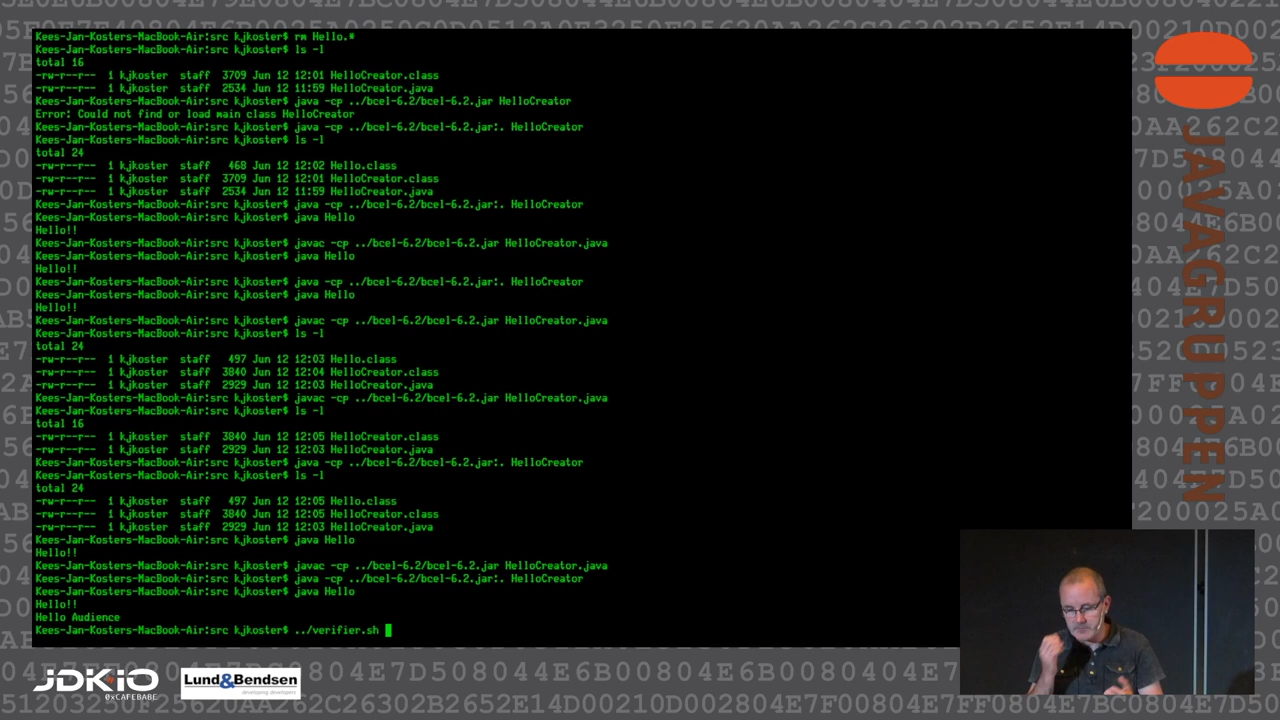 Kees-Jan-Kosters-MacBook-Air:src kjkoster$ rm Hello.*
Kees-Jan-Kosters-MacBook-Air:src kjkoster$ ls -l
total 16
-rw-r--r--  1 kjkoster  staff  3709 Jun 12 12:01 HelloCreator.class
-rw-r--r--  1 kjkoster  staff  2534 Jun 12 11:59 HelloCreator.java
Kees-Jan-Kosters-MacBook-Air:src kjkoster$ java -cp ../bcel-6.2/bcel-6.2.jar HelloCreator
Error: Could not find or load main class HelloCreator
Kees-Jan-Kosters-MacBook-Air:src kjkoster$ java -cp ../bcel-6.2/bcel-6.2.jar:. HelloCreator
Kees-Jan-Kosters-MacBook-Air:src kjkoster$ ls -l
total 24
-rw-r--r--  1 kjkoster  staff   468 Jun 12 12:02 Hello.class
-rw-r--r--  1 kjkoster  staff  3709 Jun 12 12:01 HelloCreator.class
-rw-r--r--  1 kjkoster  staff  2534 Jun 12 11:59 HelloCreator.java
Kees-Jan-Kosters-MacBook-Air:src kjkoster$ java -cp ../bcel-6.2/bcel-6.2.jar:. HelloCreator
Kees-Jan-Kosters-MacBook-Air:src kjkoster$ java Hello
Hello!!
Kees-Jan-Kosters-MacBook-Air:src kjkoster$ javac -cp ../bcel-6.2/bcel-6.2.jar HelloCreator.java
Kees-Jan-Kosters-MacBook-Air:src kjkoster$ java Hello
Hello!!
Kees-Jan-Kosters-MacBook-Air:src kjkoster$ java -cp ../bcel-6.2/bcel-6.2.jar:. HelloCreator
Kees-Jan-Kosters-MacBook-Air:src kjkoster$ java Hello
Hello!!
Kees-Jan-Kosters-MacBook-Air:src kjkoster$ javac -cp ../bcel-6.2/bcel-6.2.jar HelloCreator.java
Kees-Jan-Kosters-MacBook-Air:src kjkoster$ ls -l
total 24
-rw-r--r--  1 kjkoster  staff   497 Jun 12 12:03 Hello.class
-rw-r--r--  1 kjkoster  staff  3840 Jun 12 12:04 HelloCreator.class
-rw-r--r--  1 kjkoster  staff  2929 Jun 12 12:03 HelloCreator.java
Kees-Jan-Kosters-MacBook-Air:src kjkoster$ javac -cp ../bcel-6.2/bcel-6.2.jar HelloCreator.java
Kees-Jan-Kosters-MacBook-Air:src kjkoster$ ls -l
total 16
-rw-r--r--  1 kjkoster  staff  3840 Jun 12 12:05 HelloCreator.class
-rw-r--r--  1 kjkoster  staff  2929 Jun 12 12:03 HelloCreator.java
Kees-Jan-Kosters-MacBook-Air:src kjkoster$ java -cp ../bcel-6.2/bcel-6.2.jar:. HelloCreator
Kees-Jan-Kosters-MacBook-Air:src kjkoster$ ls -l
total 24
-rw-r--r--  1 kjkoster  staff   497 Jun 12 12:05 Hello.class
-rw-r--r--  1 kjkoster  staff  3840 Jun 12 12:05 HelloCreator.class
-rw-r--r--  1 kjkoster  staff  2929 Jun 12 12:03 HelloCreator.java
Kees-Jan-Kosters-MacBook-Air:src kjkoster$ java Hello
Hello!!
Kees-Jan-Kosters-MacBook-Air:src kjkoster$ javac -cp ../bcel-6.2/bcel-6.2.jar HelloCreator.java
Kees-Jan-Kosters-MacBook-Air:src kjkoster$ java -cp ../bcel-6.2/bcel-6.2.jar:. HelloCreator
Kees-Jan-Kosters-MacBook-Air:src kjkoster$ java Hello
Hello!!
Hello Audience
Kees-Jan-Kosters-MacBook-Air:src kjkoster$ ../verifier.sh
JAVAGRUPPEN
JDK.IO
0xCAFEBABE
Lund&Bendsen
developing developers